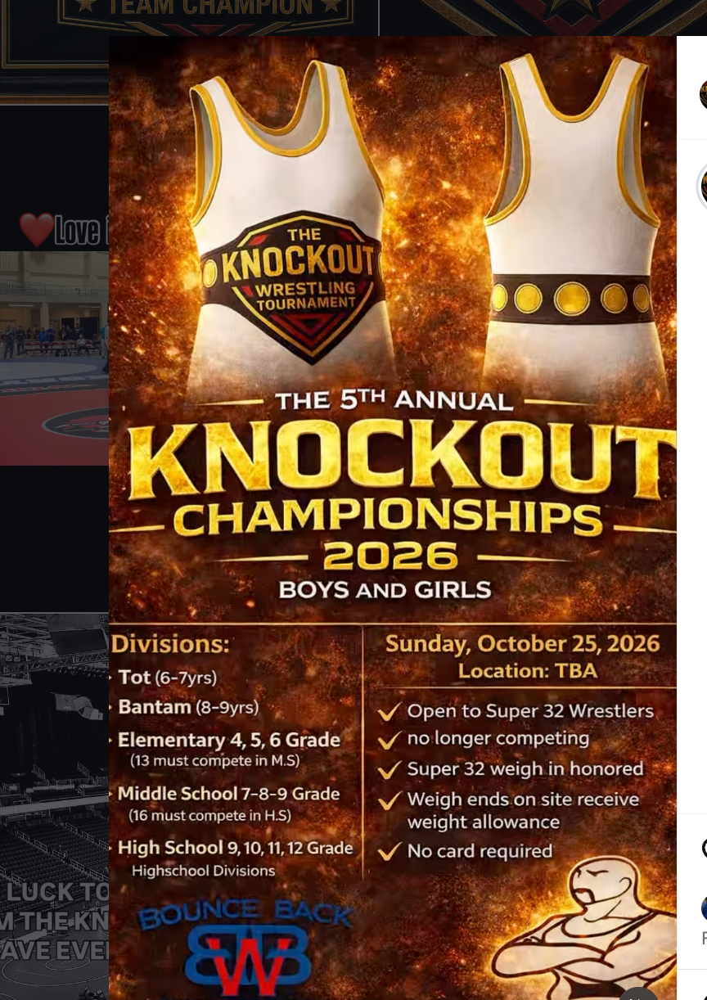 TEAM CHAMPION
❤️Love i
THE
KNOCKOUT
WRESTLING
TOURNAMENT
THE 5TH ANNUAL
KNOCKOUT
CHAMPIONSHIPS
2026
BOYS AND GIRLS
Divisions:
Tot (6-7yrs)
Bantam (8-9yrs)
Elementary 4, 5, 6 Grade
(13 must compete in M.S)
Middle School 7-8-9 Grade
(16 must compete in H.S)
High School 9, 10, 11, 12 Grade
Highschool Divisions
Sunday, October 25, 2026
Location: TBA
✓ Open to Super 32 Wrestlers
✓ no longer competing
✓ Super 32 weigh in honored
✓ Weigh ends on site receive
weight allowance
✓ No card required
BOUNCE BACK
BWB
LUCK TO
M THE KN
AVE EVE